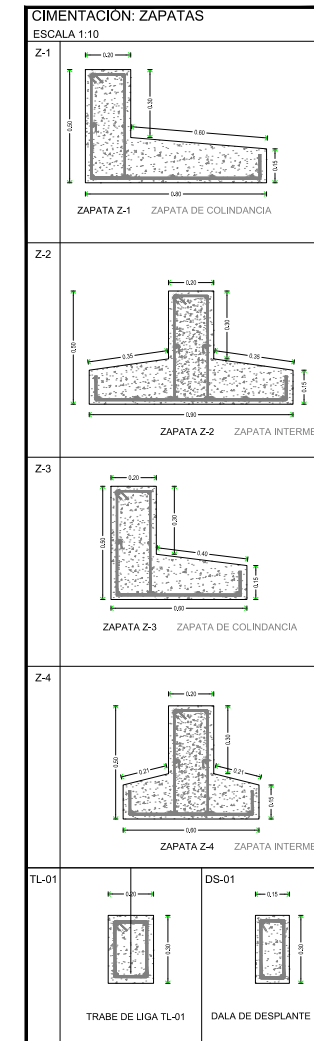 CIMENTACIÓN: ZAPATAS
ESCALA 1:10
Z-1
0.20
0.50
0.30
0.60
0.15
0.80
ZAPATA Z-1 ZAPATA DE COLINDANCIA
Z-2
0.20
0.50
0.30
0.35
0.35
0.15
0.90
ZAPATA Z-2 ZAPATA INTERME
Z-3
0.20
0.50
0.30
0.40
0.15
0.60
ZAPATA Z-3 ZAPATA DE COLINDANCIA
Z-4
0.20
0.50
0.30
0.21
0.21
0.15
0.60
ZAPATA Z-4 ZAPATA INTERME
TL-01
0.20
0.30
TRABE DE LIGA TL-01
DS-01
0.15
0.30
DALA DE DESPLANTE